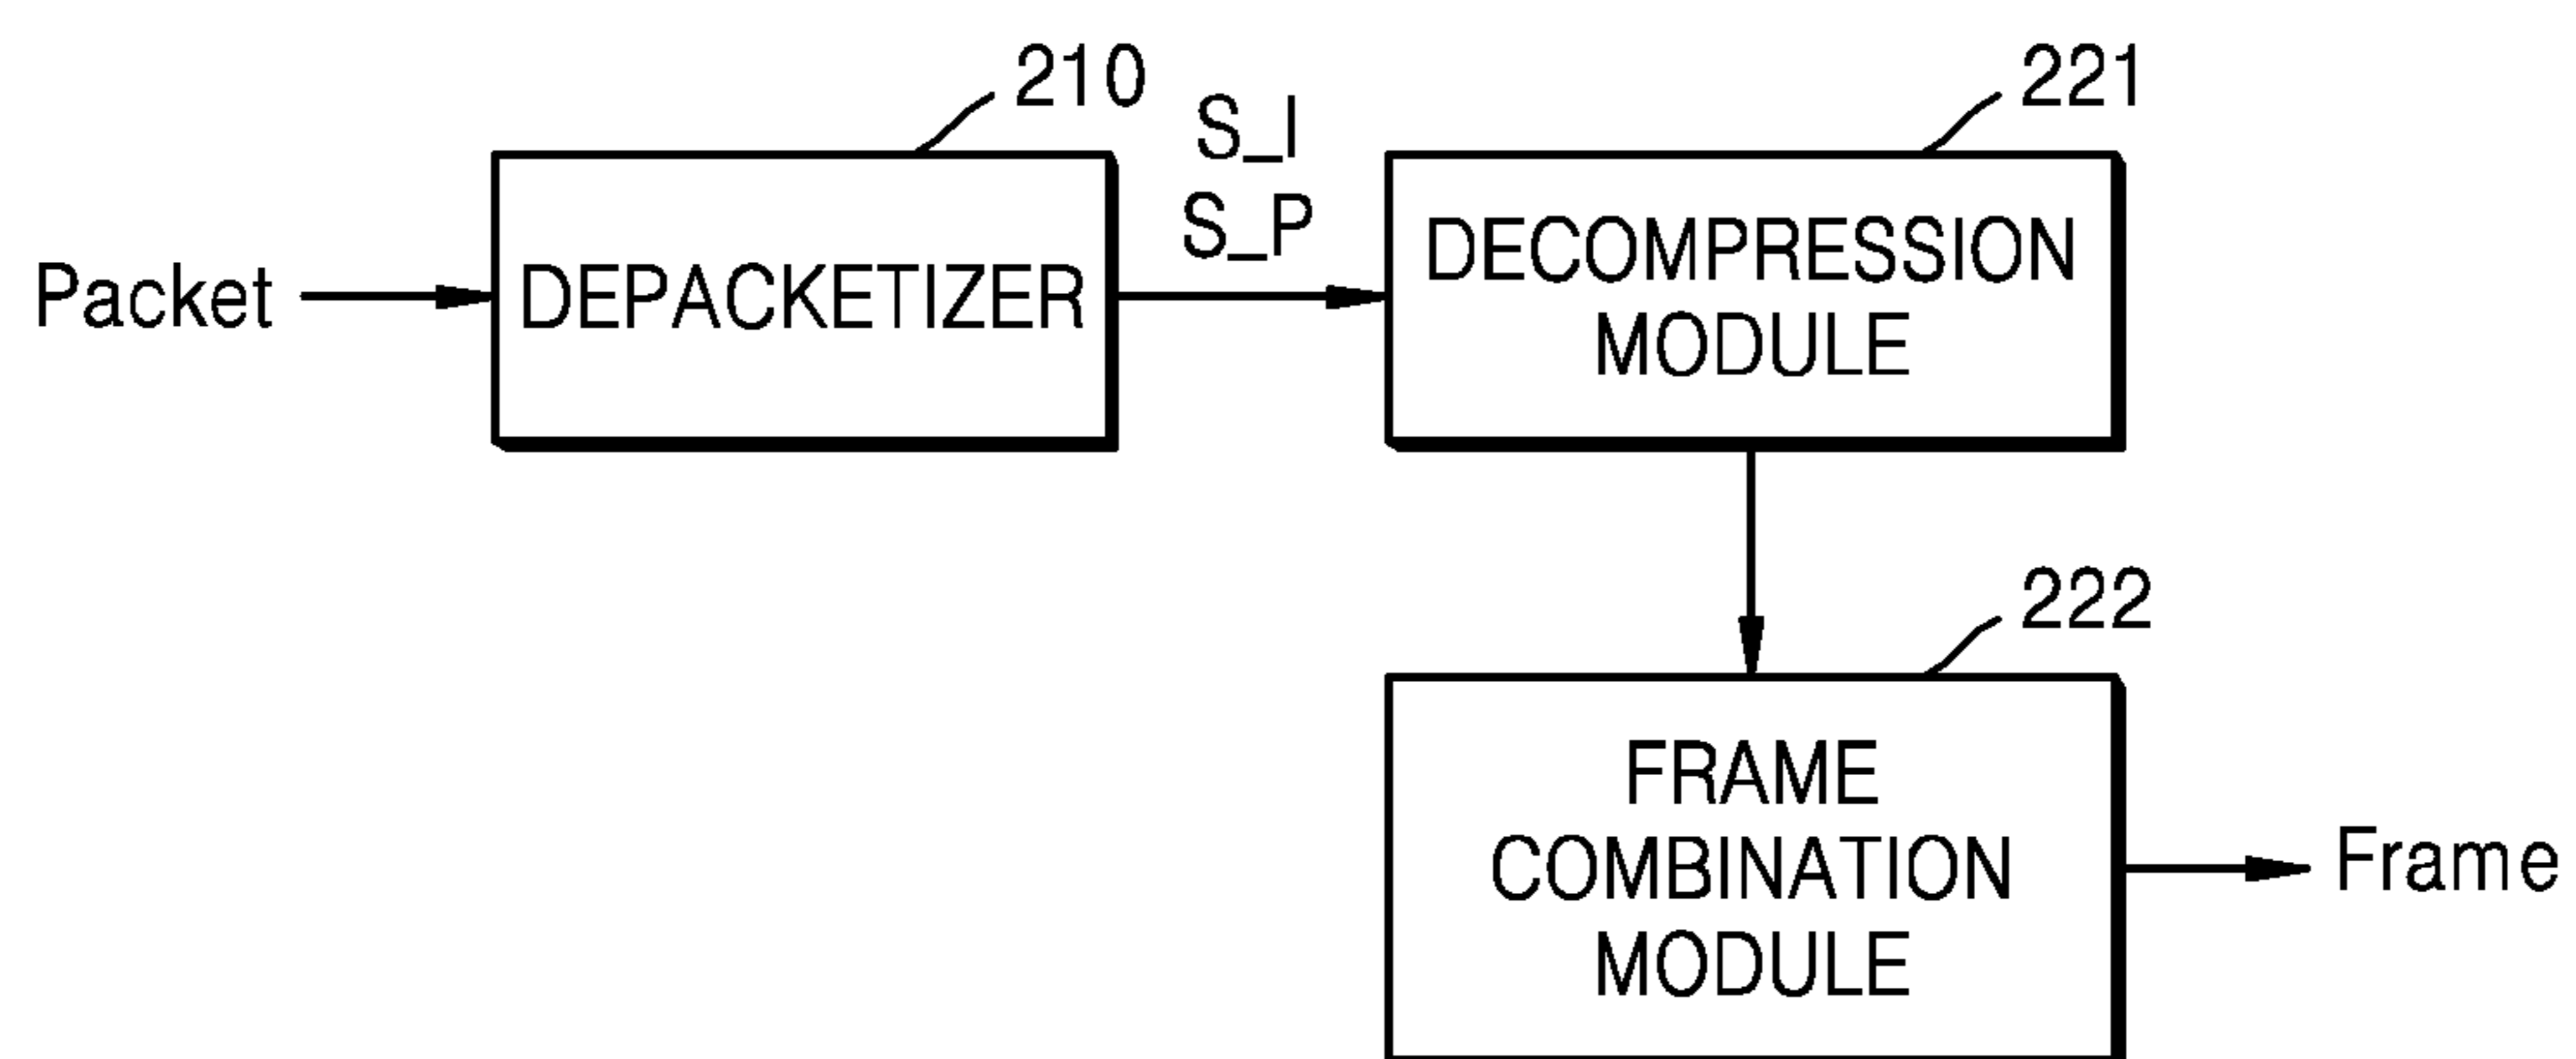 210
S_I
221
S_P
Packet
DEPACKETIZER
DECOMPRESSION
MODULE
222
FRAME
COMBINATION
MODULE
Frame